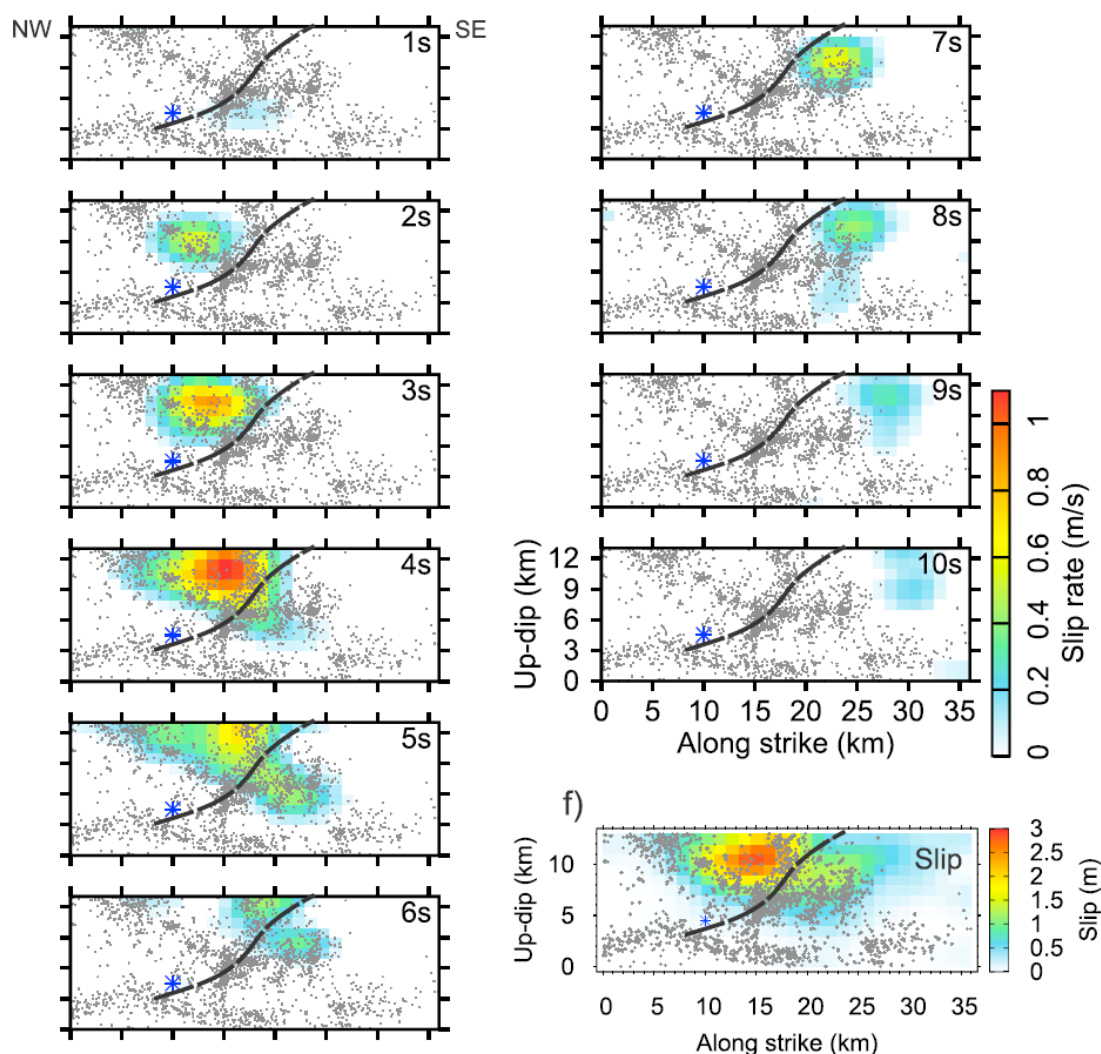 NW
SE
1s
2s
3s
4s
5s
6s
7s
8s
9s
10s
Up-dip (km)
12
9
6
3
0
0 5 10 15 20 25 30 35
Along strike (km)
Slip rate (m/s)
1
0.8
0.6
0.4
0.2
0
f)
Slip
Up-dip (km)
10
5
0
0 5 10 15 20 25 30 35
Along strike (km)
Slip (m)
3
2.5
2
1.5
1
0.5
0